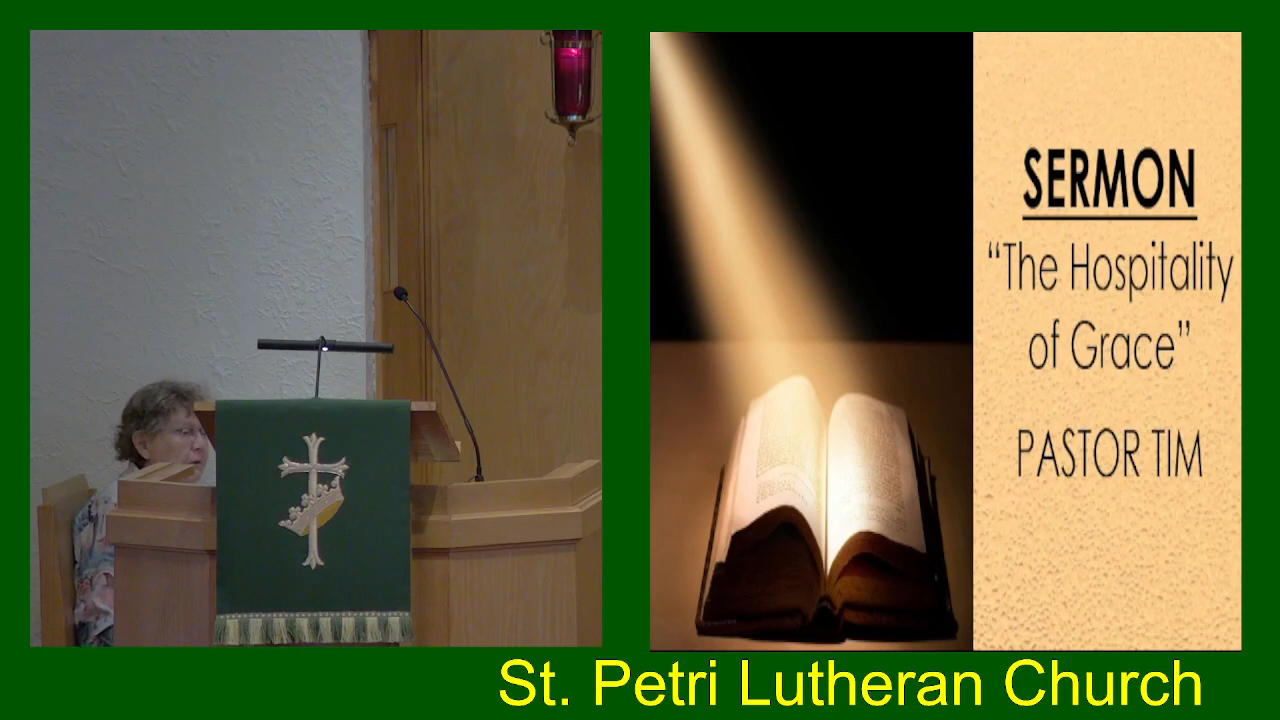 SERMON
“The Hospitality
of Grace”
PASTOR TIM
St. Petri Lutheran Church